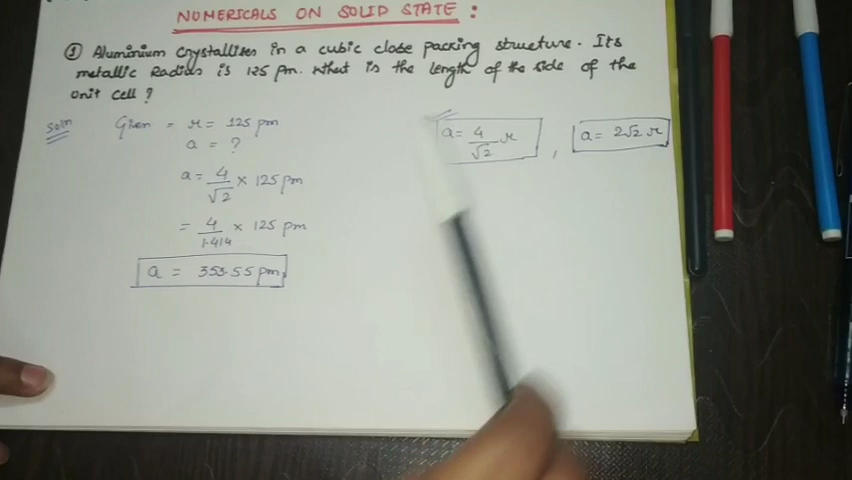 NUMERICALS ON SOLID STATE :
① Aluminium crystallises in a cubic close packing structure. Its
metallic Radius is 125 pm. What is the length of the side of the
unit cell ?
Soln Given = r = 125 pm
a = ?
a = 4/√2 × 125 pm
= 4/1.414 × 125 pm
a = 353.55 pm
a = 4/√2 r , a = 2√2 r